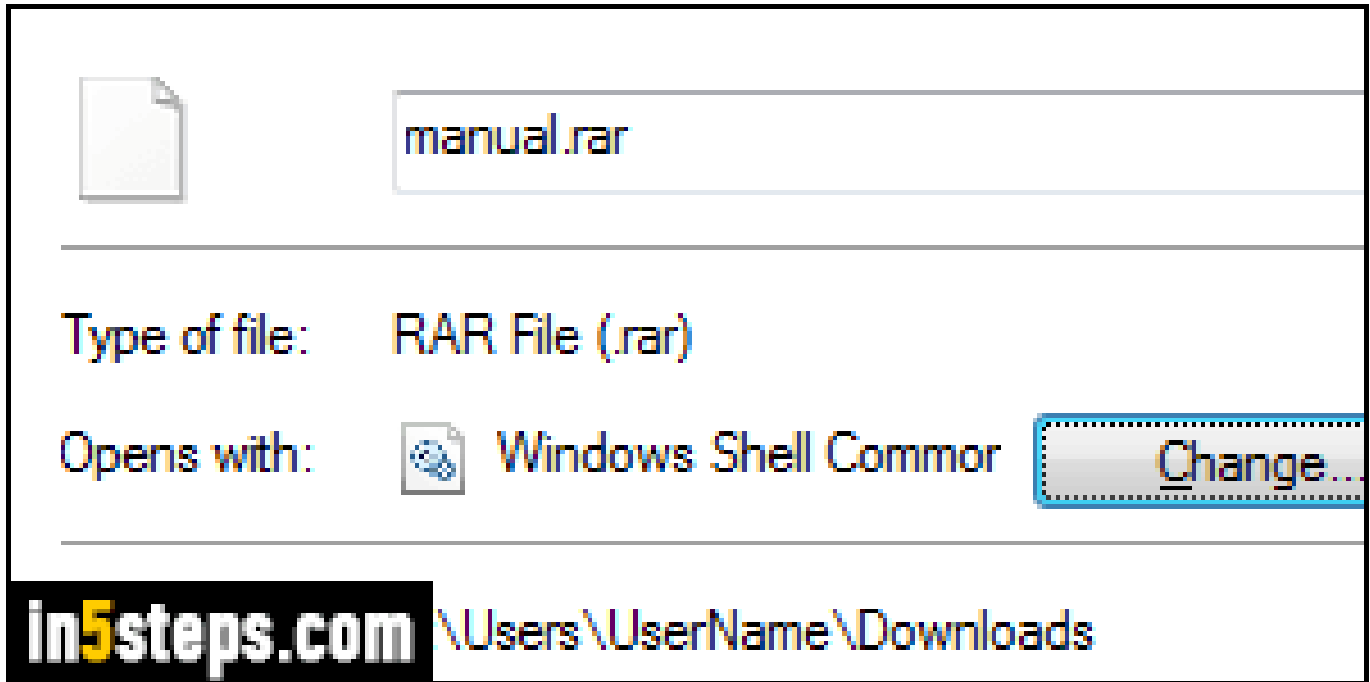 manual.rar
Type of file: RAR File (.rar)
Opens with: Windows Shell Commor Change...
in5steps.com :\Users\UserName\Downloads